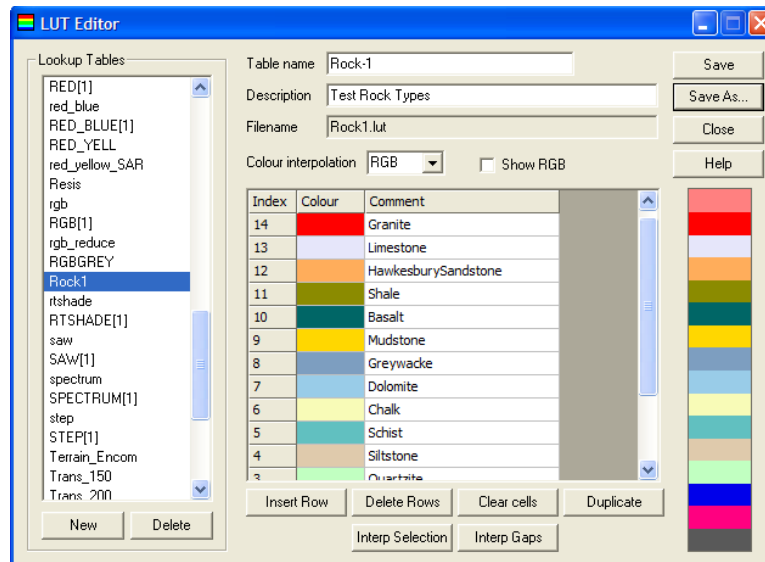 LUT Editor
Lookup Tables
RED[1]
red_blue
RED_BLUE[1]
RED_YELL
red_yellow_SAR
Resis
rgb
RGB[1]
rgb_reduce
RGBGREY
Rock1
rtshade
RTSHADE[1]
saw
SAW[1]
spectrum
SPECTRUM[1]
step
STEP[1]
Terrain_Encom
Trans_150
Trans_200
New Delete
Table name Rock-1
Description Test Rock Types
Filename Rock1.lut
Colour interpolation RGB Show RGB
Index Colour Comment
14 Granite
13 Limestone
12 HawkesburySandstone
11 Shale
10 Basalt
9 Mudstone
8 Greywacke
7 Dolomite
6 Chalk
5 Schist
4 Siltstone
3 Quartzite
Insert Row Delete Rows Clear cells Duplicate
Interp Selection Interp Gaps
Save
Save As...
Close
Help